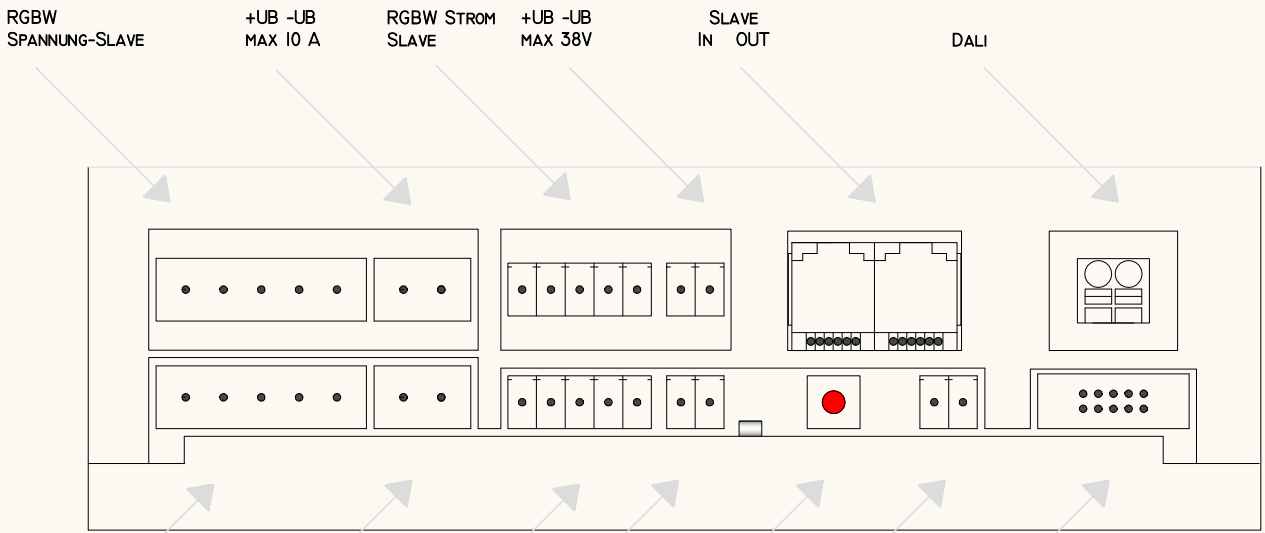 RGBW
SPANNUNG-SLAVE
+UB -UB
MAX 10 A
RGBW STROM
SLAVE
+UB -UB
MAX 38V
SLAVE
IN OUT
DALI